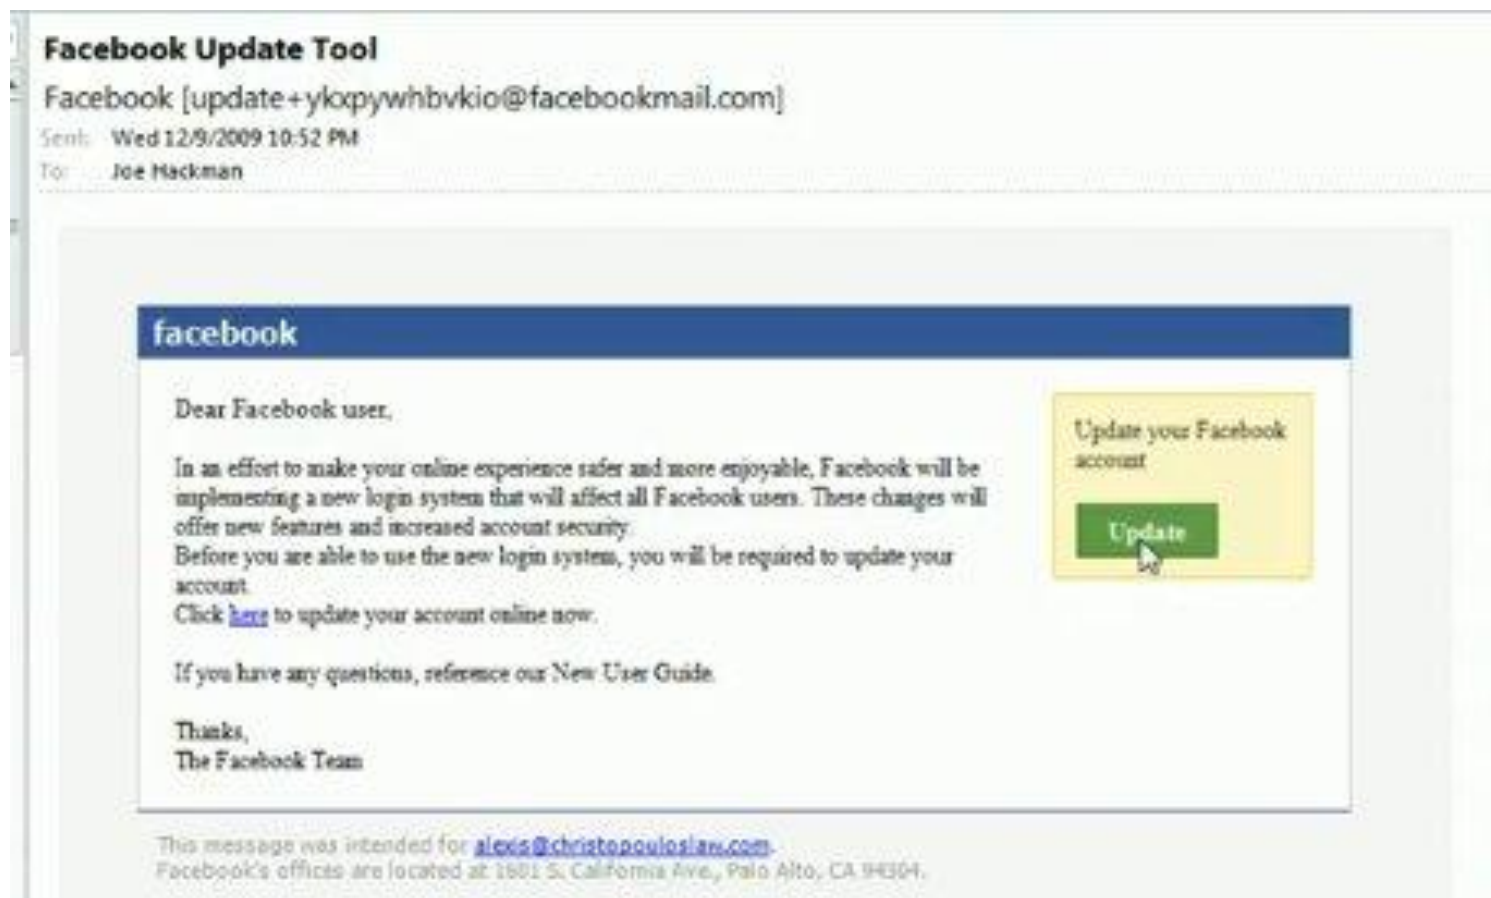 Facebook Update Tool
Facebook [update+ykxpywhbvkio@facebookmail.com]
Sent: Wed 12/9/2009 10:52 PM
To: Joe Hackman
facebook
Dear Facebook user,
In an effort to make your online experience safer and more enjoyable, Facebook will be
implementing a new login system that will affect all Facebook users. These changes will
offer new features and increased account security.
Before you are able to use the new login system, you will be required to update your
account.
Click here to update your account online now.
If you have any questions, reference our New User Guide.
Thanks,
The Facebook Team
Update your Facebook
account
Update
This message was intended for alexis@christopouloslaw.com.
Facebook's offices are located at 1601 S. California Ave., Palo Alto, CA 94304.